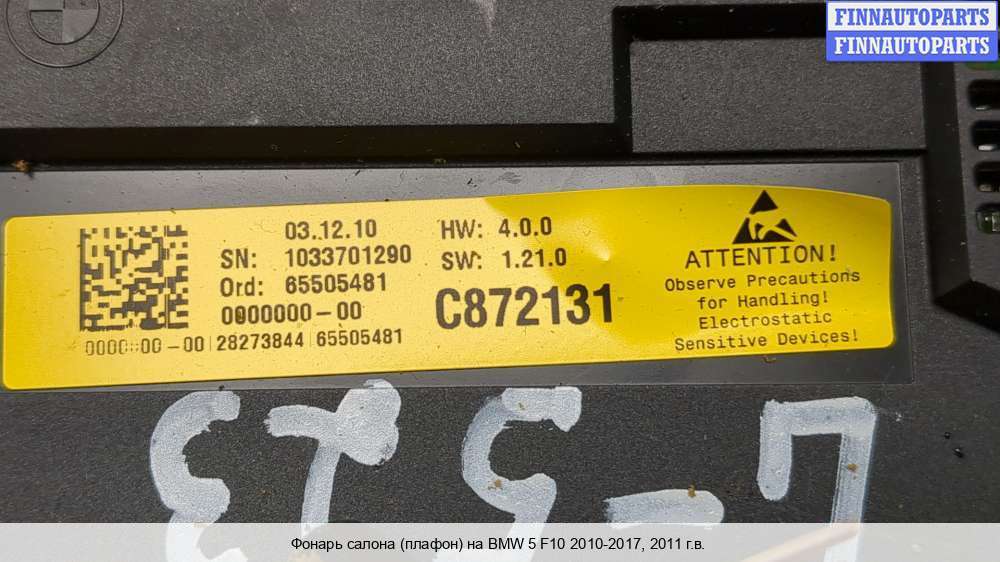 FINNAUTOPARTS
FINNAUTOPARTS
03.12.10
SN: 1033701290
Ord: 65505481
0000000-00
28273844 65505481
HW: 4.0.0
SW: 1.21.0
C872131
ATTENTION!
Observe Precautions
for Handling!
Electrostatic
Sensitive Devices!
Фонарь салона (плафон) на BMW 5 F10 2010-2017, 2011 г.в.